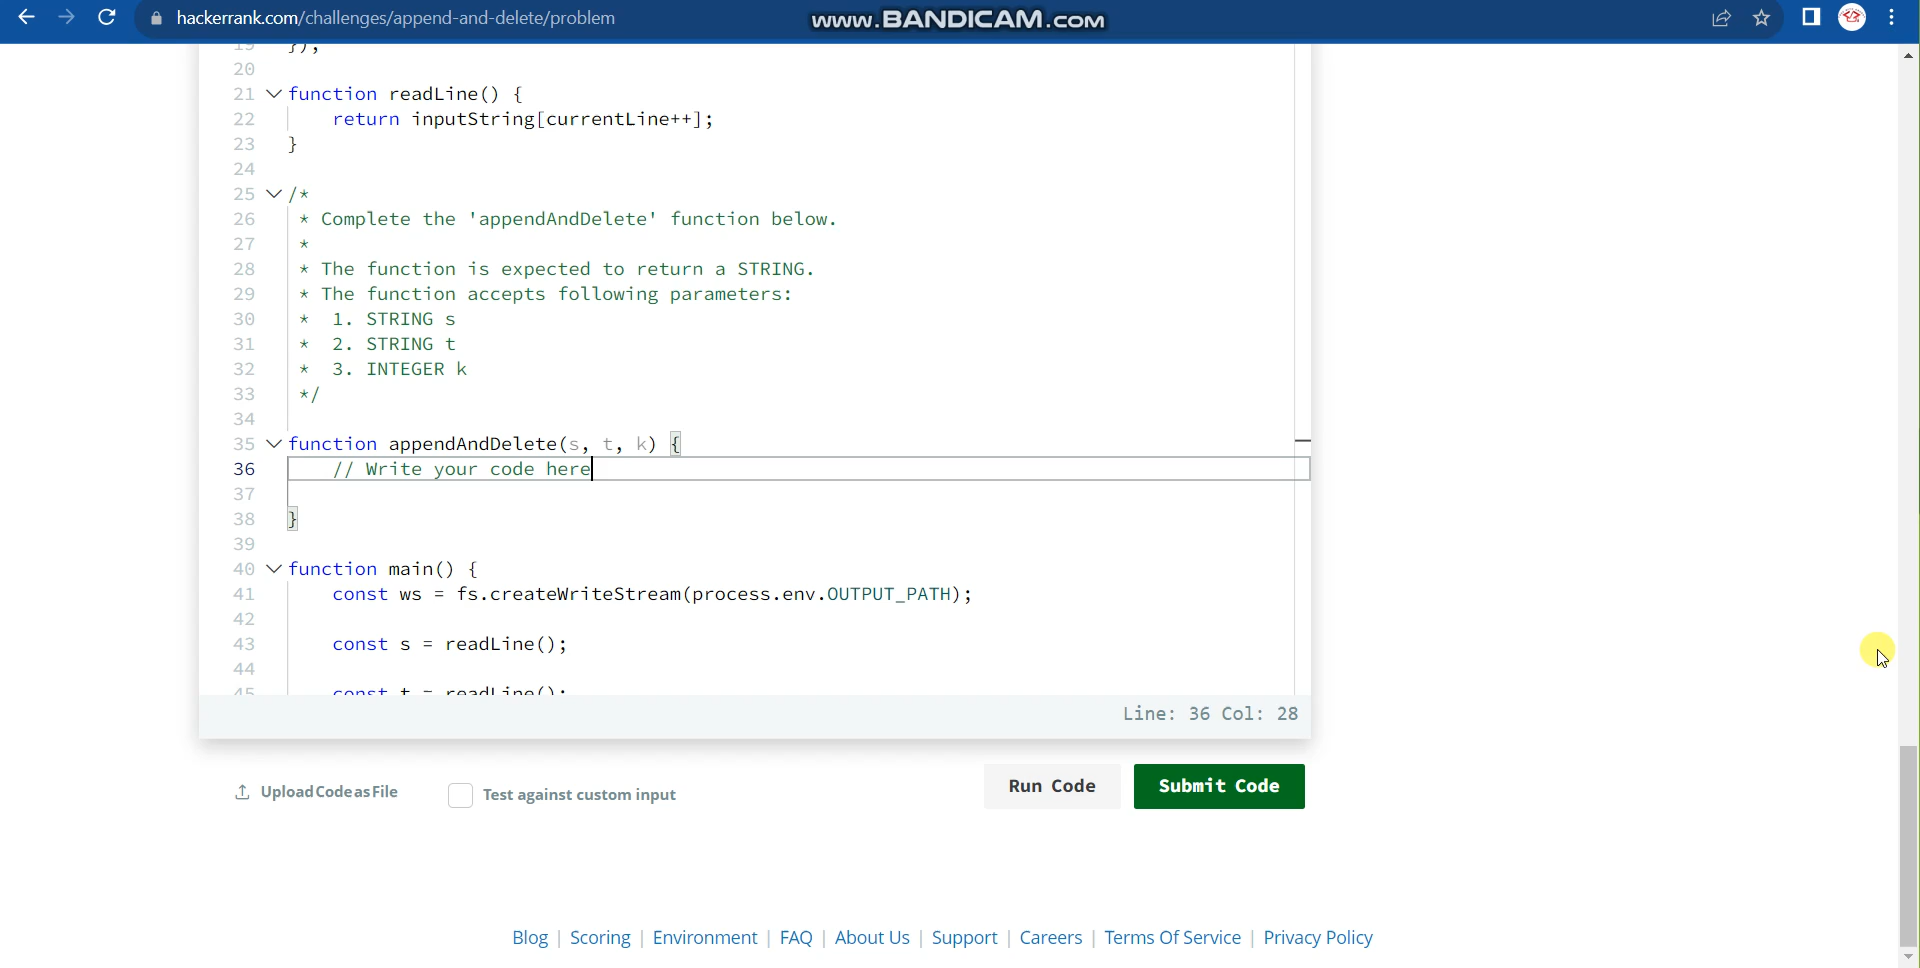 hackerrank.com/challenges/append-and-delete/problem
www.BANDICAM.com
19 });
20
21 function readLine() {
22 return inputString[currentLine++];
23 }
24
25 /*
26 * Complete the 'appendAndDelete' function below.
27 *
28 * The function is expected to return a STRING.
29 * The function accepts following parameters:
30 * 1. STRING s
31 * 2. STRING t
32 * 3. INTEGER k
33 */
34
35 function appendAndDelete(s, t, k) {
36 // Write your code here
37
38 }
39
40 function main() {
41 const ws = fs.createWriteStream(process.env.OUTPUT_PATH);
42
43 const s = readLine();
44
45 const t = readLine();
Line: 36 Col: 28
Upload Code as File
Test against custom input
Run Code
Submit Code
Blog | Scoring | Environment | FAQ | About Us | Support | Careers | Terms Of Service | Privacy Policy